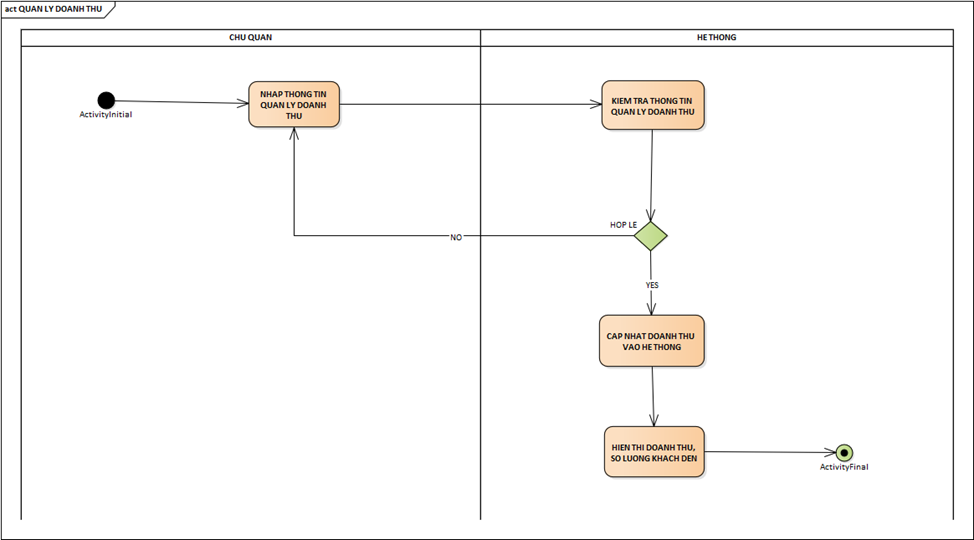 act QUAN LY DOANH THU
CHU QUAN
HE THONG
ActivityInitial
NHAP THONG TIN
QUAN LY DOANH
THU
KIEM TRA THONG TIN
QUAN LY DOANH THU
HOP LE
NO
YES
CAP NHAT DOANH THU
VAO HE THONG
HIEN THI DOANH THU,
SO LUONG KHACH DEN
ActivityFinal